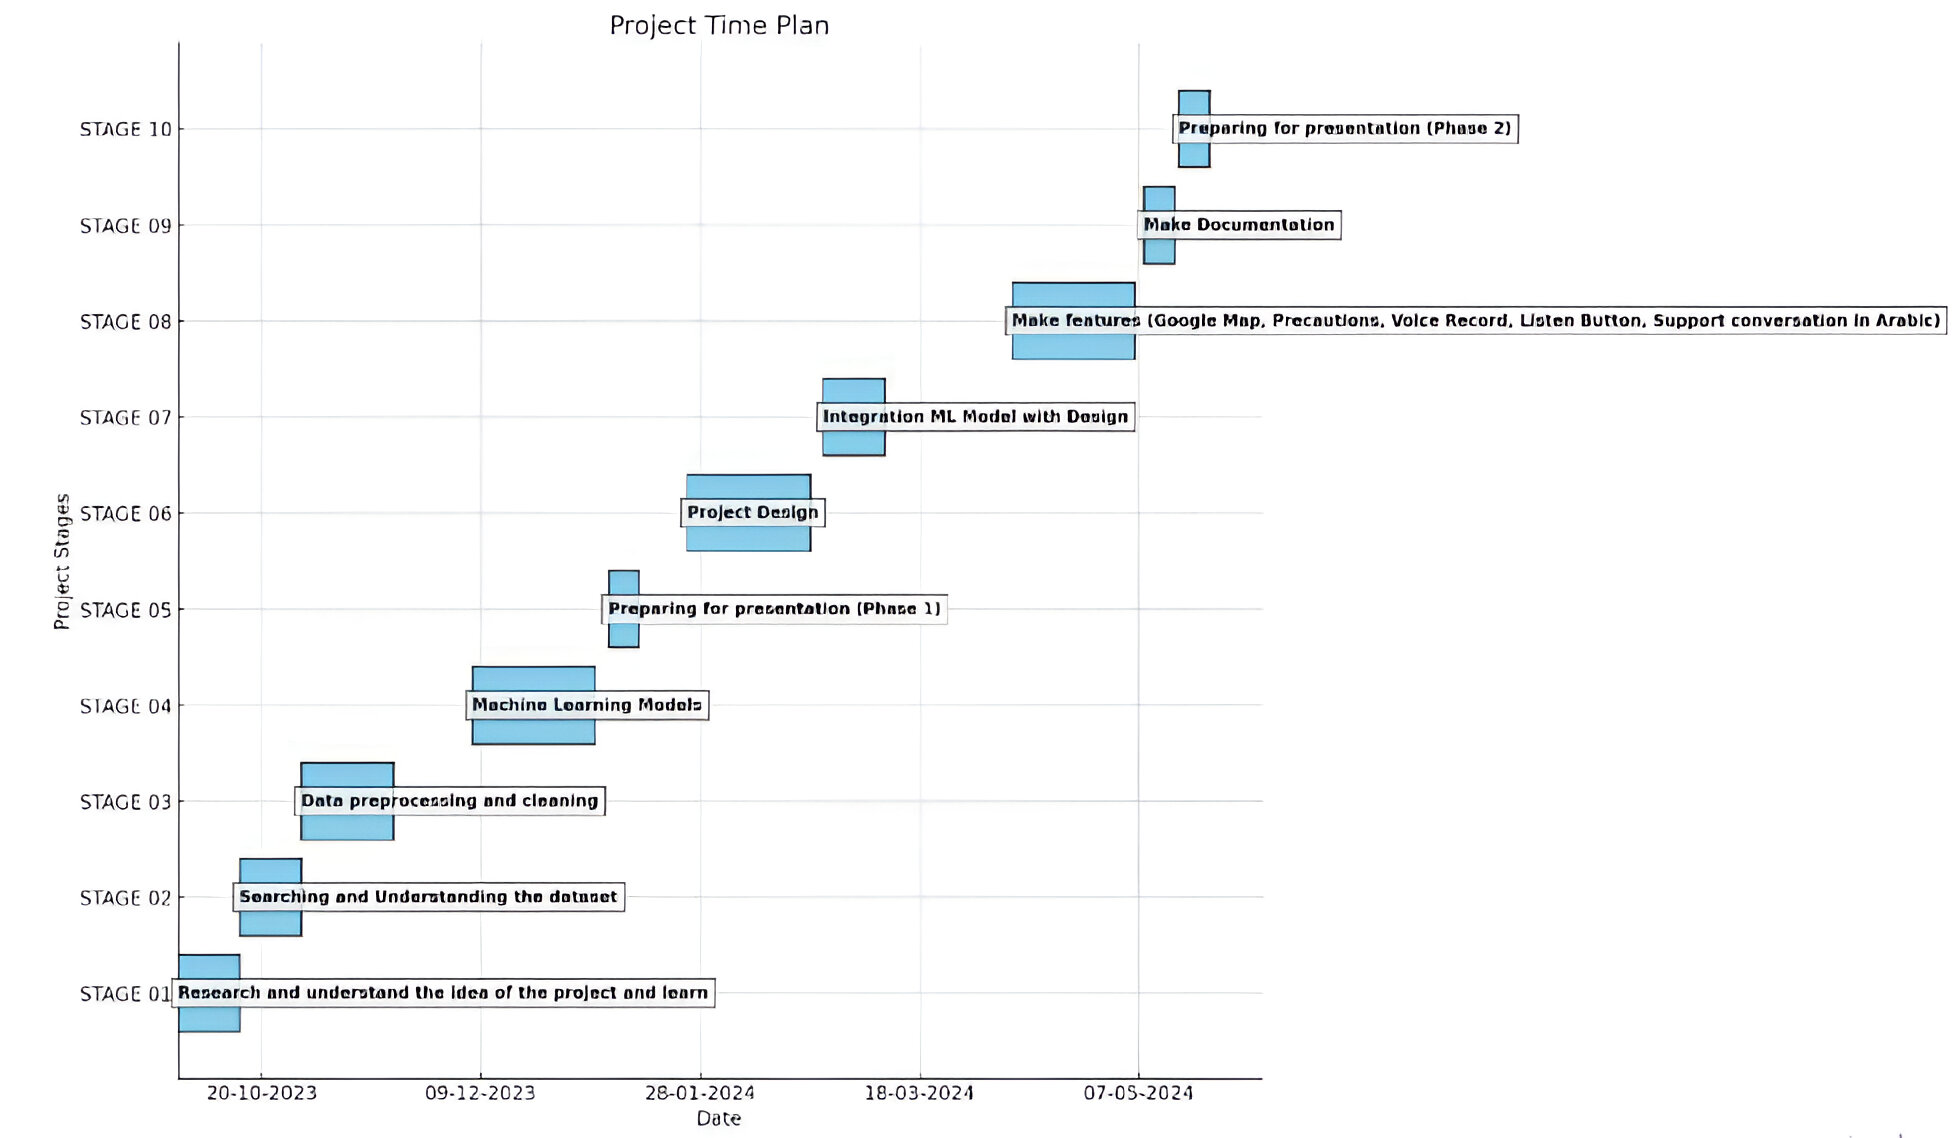 Project Time Plan
STAGE 10
Preparing for presentation (Phase 2)
STAGE 09
Make Documentation
STAGE 08
Make features (Google Map, Precautions, Voice Record, Listen Button, Support conversation in Arabic)
STAGE 07
Integration ML Model with Design
STAGE 06
Project Design
STAGE 05
Preparing for presentation (Phase 1)
STAGE 04
Machine Learning Models
STAGE 03
Data preprocessing and cleaning
STAGE 02
Searching and Understanding the dataset
STAGE 01
Research and understand the idea of the project and learn
Project Stages
20-10-2023 09-12-2023 28-01-2024 18-03-2024 07-05-2024
Date